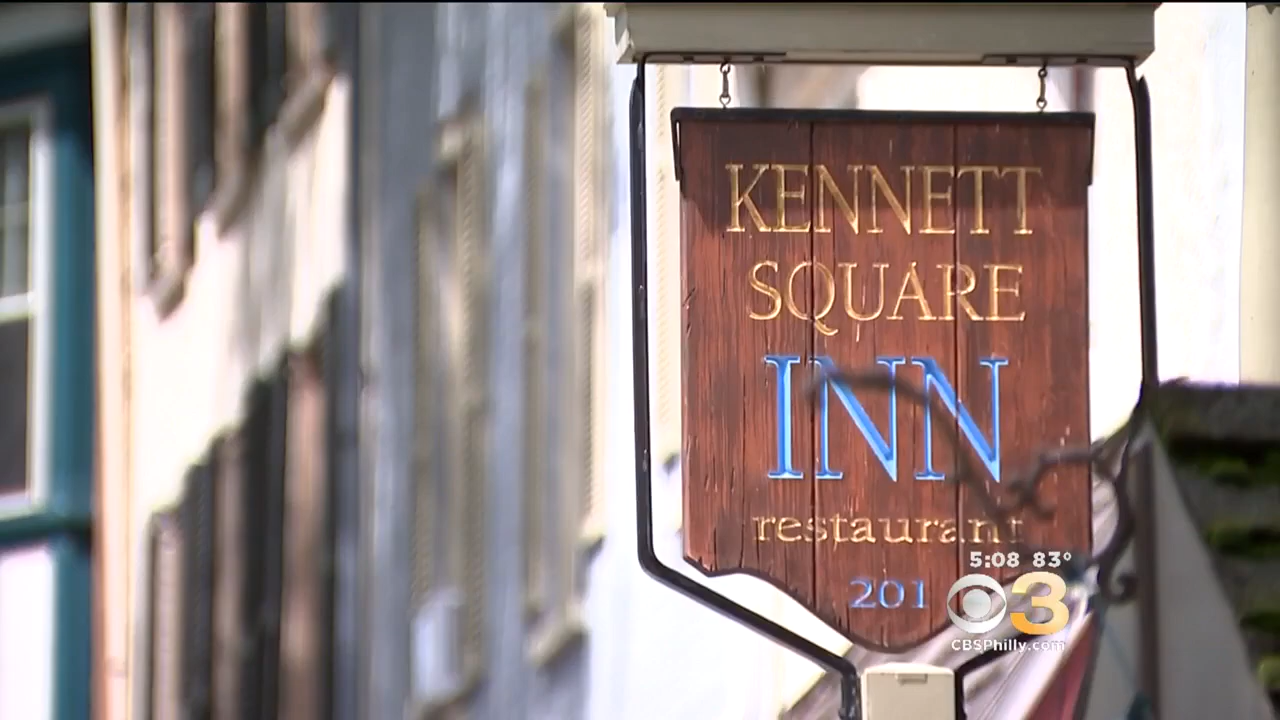 KENNETT
SQUARE
INN
restaurant
201
5:08 83°
3
CBSPhilly.com